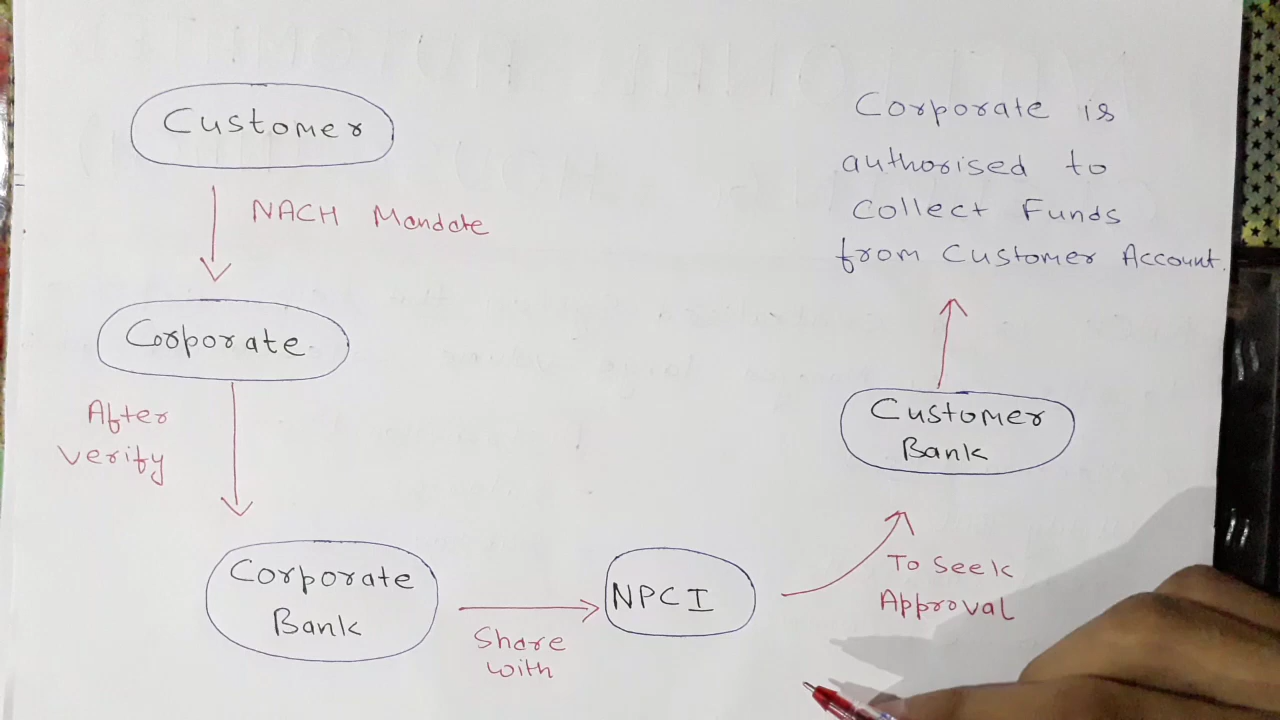 Customer
NACH Mandate
Corporate
After
verify
Corporate
Bank
Share
with
NPCI
To Seek
Approval
Customer
Bank
Corporate is
authorised to
Collect Funds
from Customer Account.